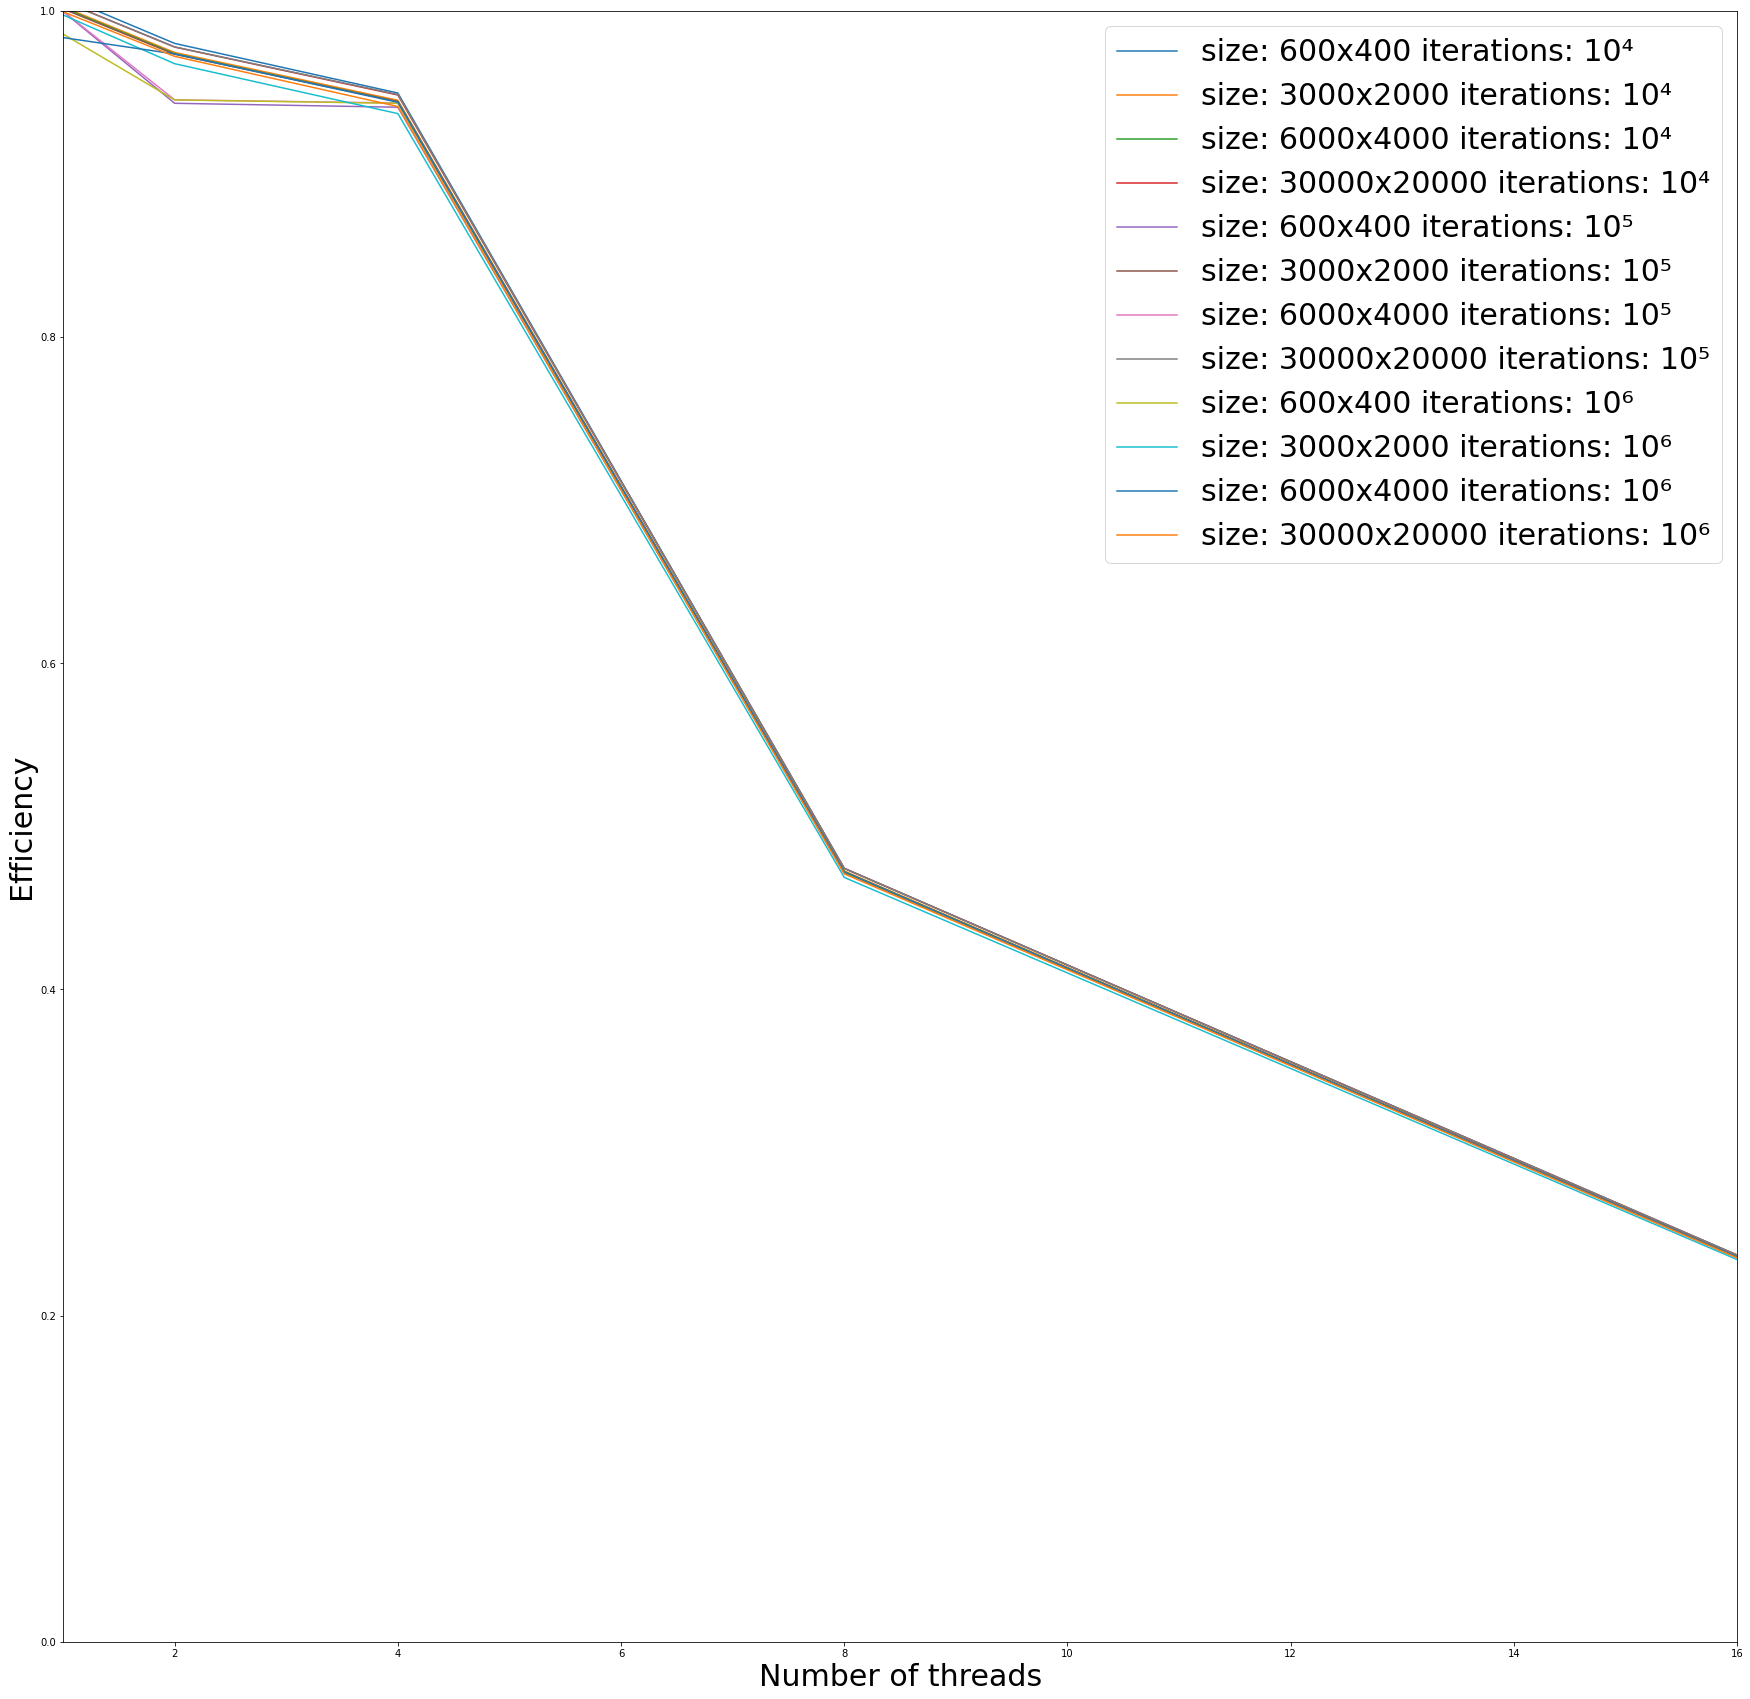 size: 600x400 iterations: 10⁴
size: 3000x2000 iterations: 10⁴
size: 6000x4000 iterations: 10⁴
size: 30000x20000 iterations: 10⁴
size: 600x400 iterations: 10⁵
size: 3000x2000 iterations: 10⁵
size: 6000x4000 iterations: 10⁵
size: 30000x20000 iterations: 10⁵
size: 600x400 iterations: 10⁶
size: 3000x2000 iterations: 10⁶
size: 6000x4000 iterations: 10⁶
size: 30000x20000 iterations: 10⁶
Efficiency
1.0
0.8
0.6
0.4
0.2
0.0
2 4 6 8 10 12 14 16
Number of threads